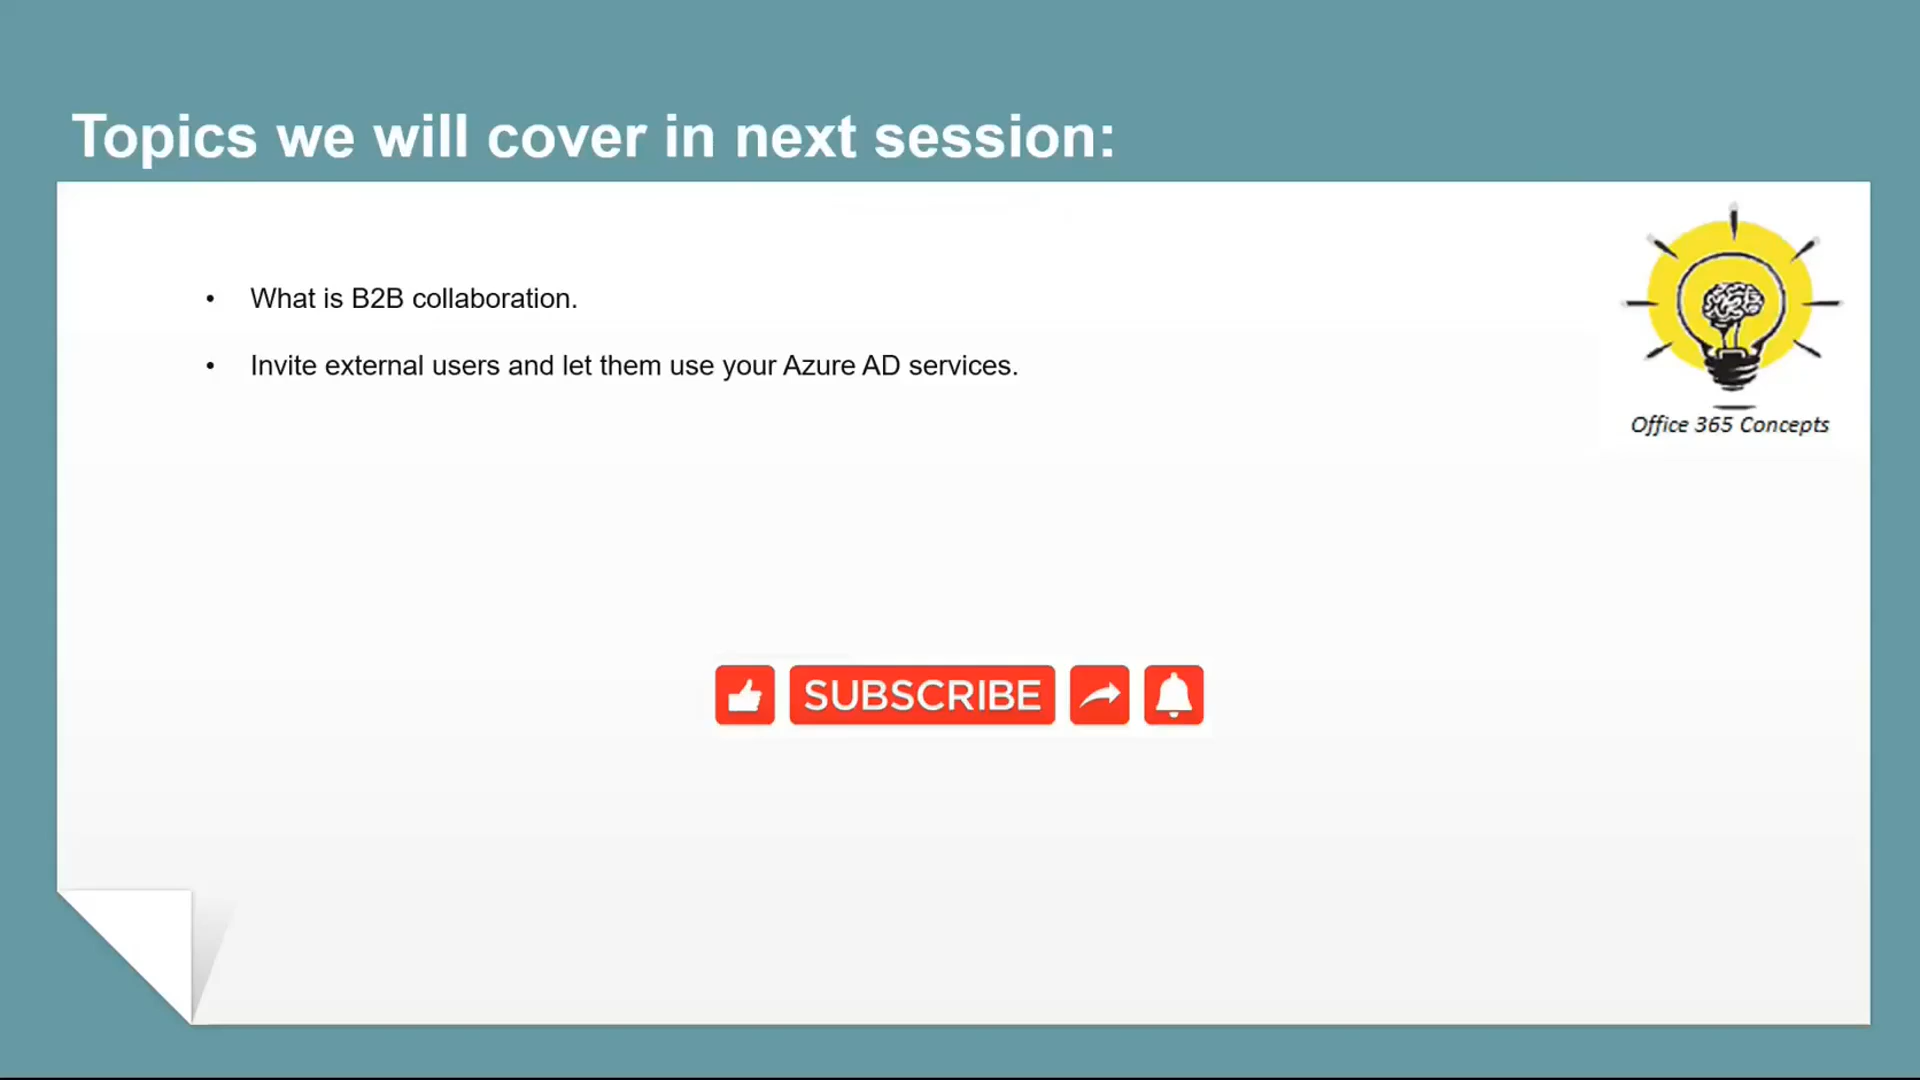 Topics we will cover in next session:
• What is B2B collaboration.
• Invite external users and let them use your Azure AD services.
Office 365 Concepts
SUBSCRIBE